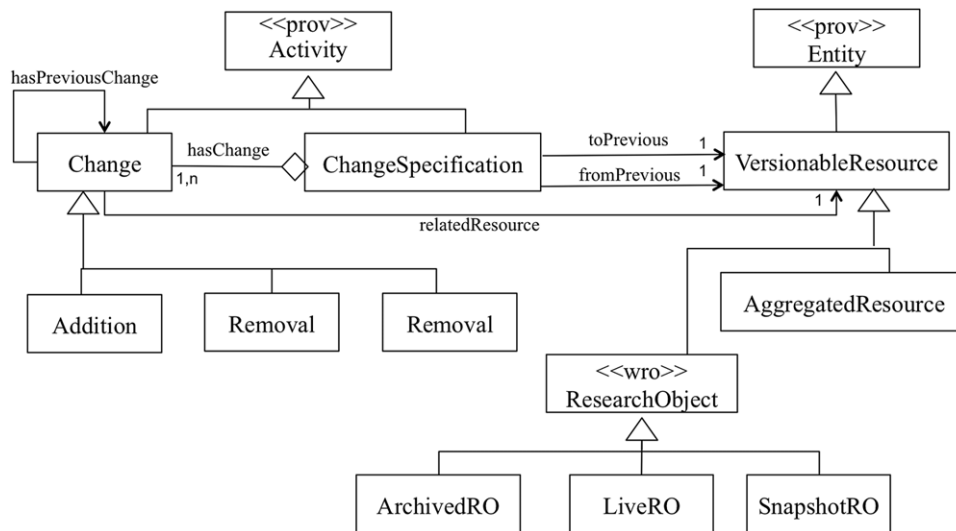 <<prov>>
Activity
<<prov>>
Entity
hasPreviousChange
Change
hasChange
1,n
ChangeSpecification
toPrevious
1
fromPrevious
1
VersionableResource
relatedResource
1
Addition
Removal
Removal
AggregatedResource
<<wro>>
ResearchObject
ArchivedRO
LiveRO
SnapshotRO